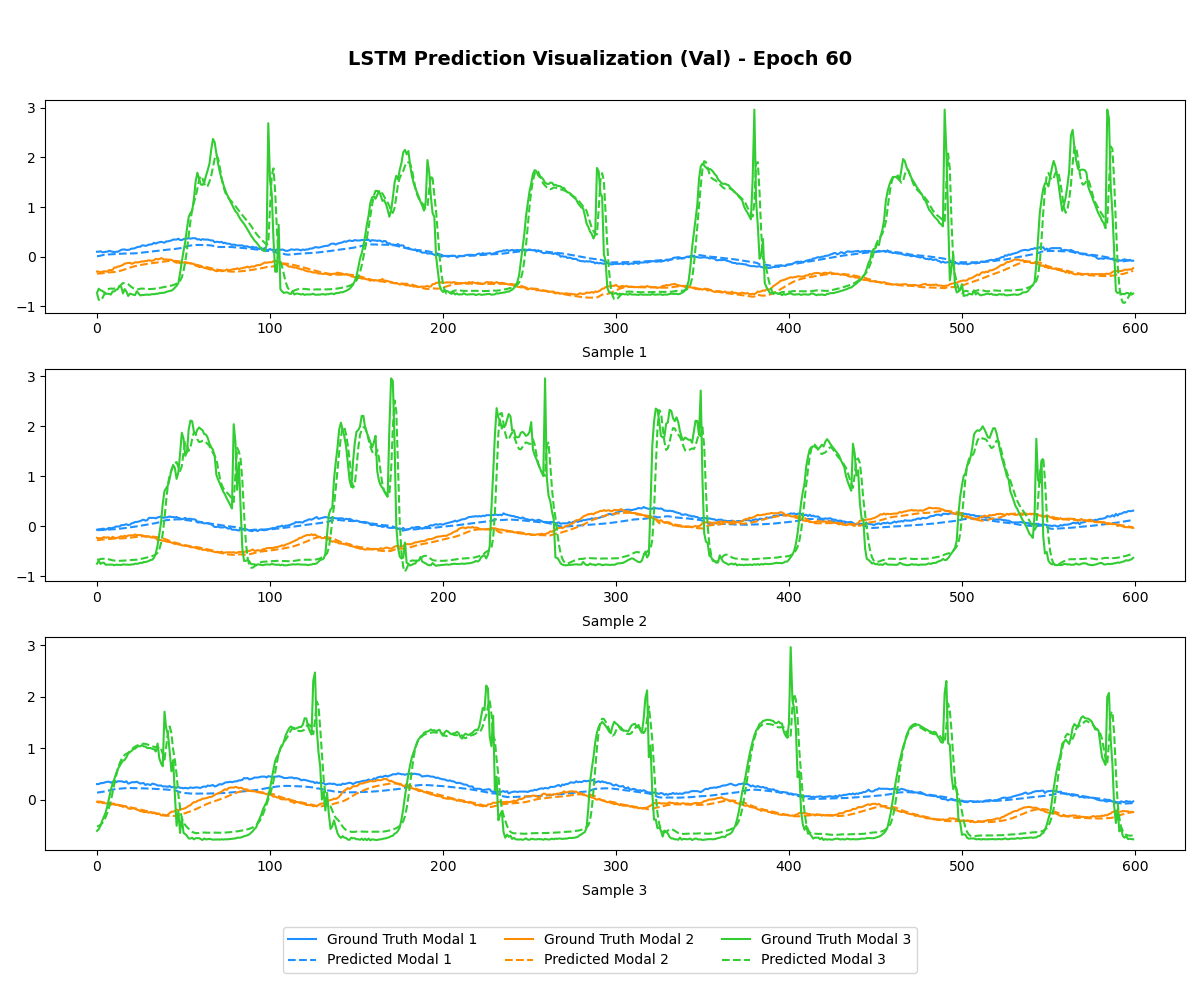 LSTM Prediction Visualization (Val) - Epoch 60
3
2
1
0
−1
0 100 200 300 400 500 600
Sample 1
3
2
1
0
−1
0 100 200 300 400 500 600
Sample 2
3
2
1
0
0 100 200 300 400 500 600
Sample 3
Ground Truth Modal 1 Ground Truth Modal 2 Ground Truth Modal 3
Predicted Modal 1 Predicted Modal 2 Predicted Modal 3